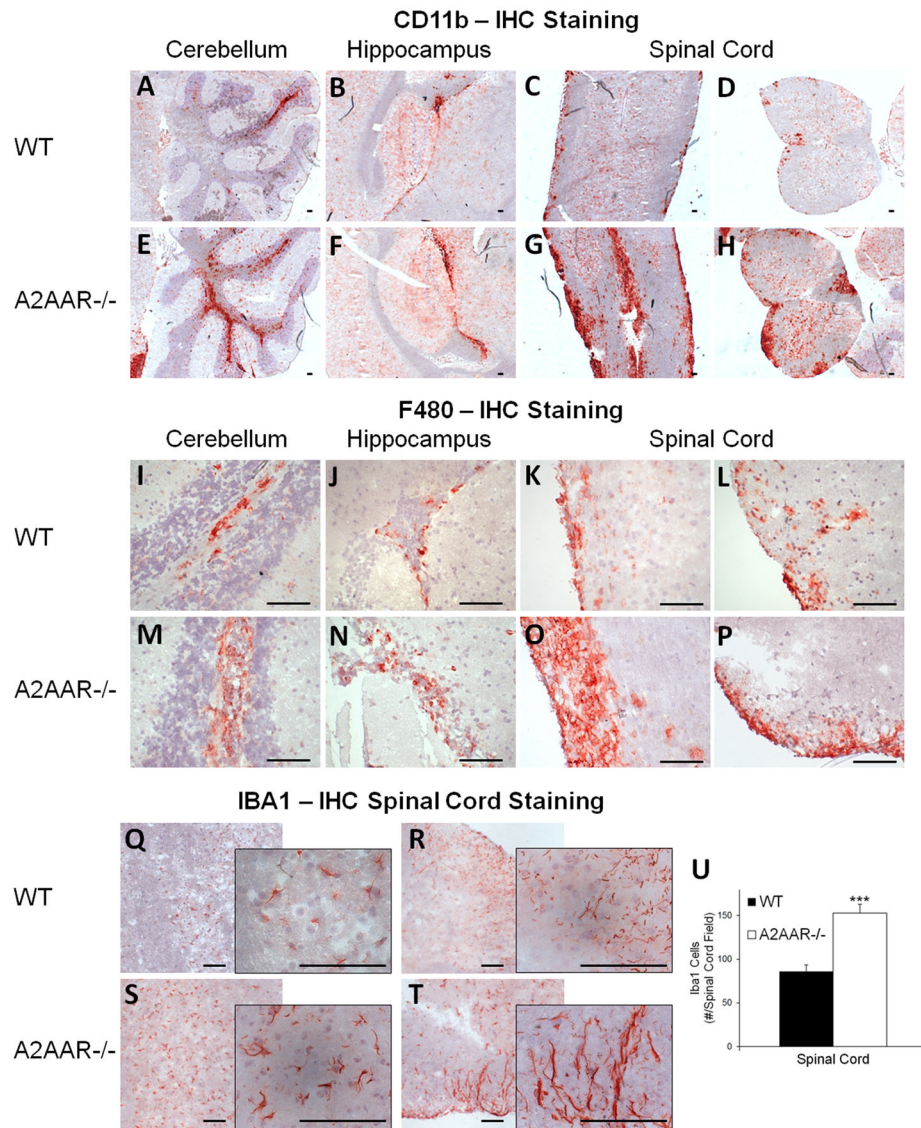 CD11b – IHC Staining
Cerebellum Hippocampus Spinal Cord
WT
A B C D
A2AAR-/-
E F G H
F480 – IHC Staining
Cerebellum Hippocampus Spinal Cord
WT
I J K L
A2AAR-/-
M N O P
IBA1 – IHC Spinal Cord Staining
WT
Q R
A2AAR-/-
S T
U
WT
A2AAR-/-
***
Iba1 Cells
(#/Spinal Cord Field)
150
100
50
0
Spinal Cord